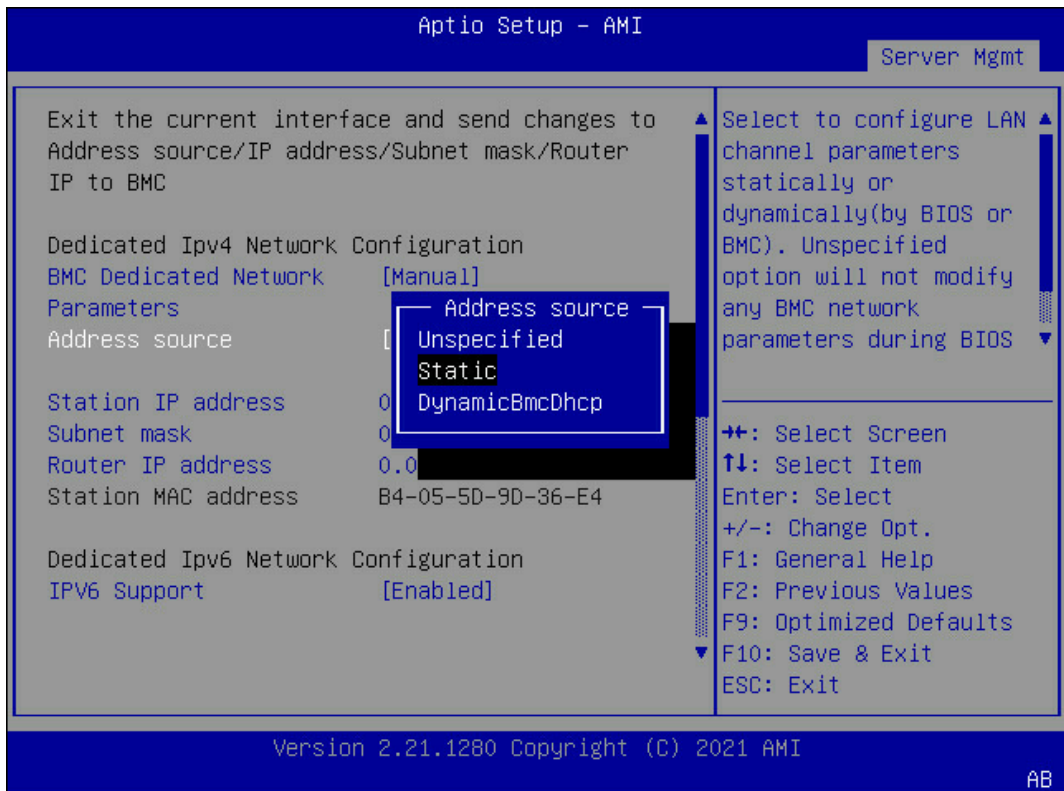 Aptio Setup – AMI
Server Mgmt
Exit the current interface and send changes to
Address source/IP address/Subnet mask/Router
IP to BMC
Dedicated Ipv4 Network Configuration
BMC Dedicated Network [Manual]
Parameters
Address source [
Station IP address 0
Subnet mask 0
Router IP address 0.0
Station MAC address B4-05-5D-9D-36-E4
Dedicated Ipv6 Network Configuration
IPV6 Support [Enabled]
Address source
Unspecified
Static
DynamicBmcDhcp
Select to configure LAN
channel parameters
statically or
dynamically(by BIOS or
BMC). Unspecified
option will not modify
any BMC network
parameters during BIOS
→←: Select Screen
↑↓: Select Item
Enter: Select
+/-: Change Opt.
F1: General Help
F2: Previous Values
F9: Optimized Defaults
F10: Save & Exit
ESC: Exit
Version 2.21.1280 Copyright (C) 2021 AMI
AB